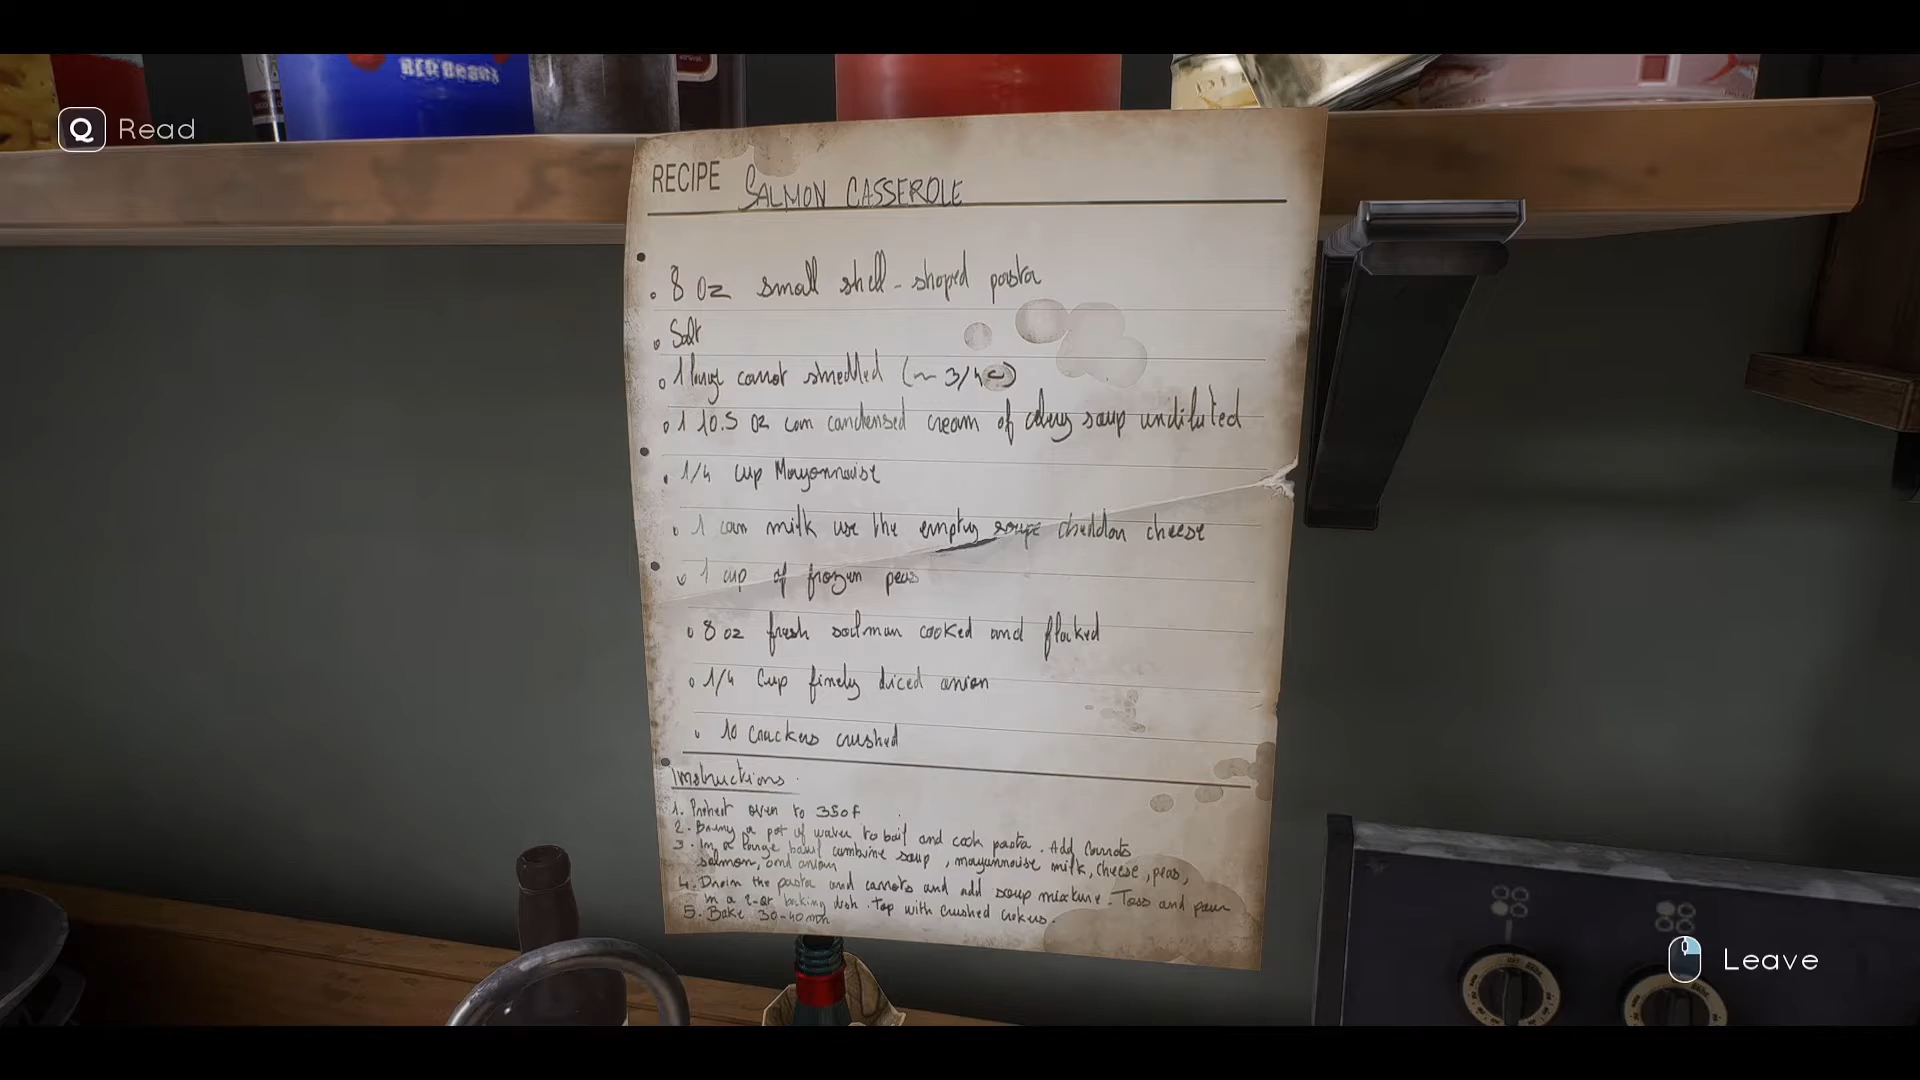 Q Read
RECIPE SALMON CASSEROLE
8 Oz small shell-shaped pasta
Salt
1 large carrot shredded (~ 3/4 c)
1 10.5 oz can condensed cream of celery soup undiluted
1/4 cup Mayonnaise
1 can milk use the empty soupe cheddar cheese
1 cup of frozen peas
8 oz fresh salmon cooked and flaked
1/4 Cup finely diced onion
10 Crackers crushed
Instructions
1. Preheat oven to 350F
2. Bring a pot of water to boil and cook pasta. Add Carrots
3. In a large bowl combine soup, mayonnaise milk, cheese, peas,
salmon, and onion
4. Drain the pasta and carrots and add soup mixture. Toss and pour
in a 2-qt baking dish. Top with crushed crakers.
5. Bake 30-40 min
Leave